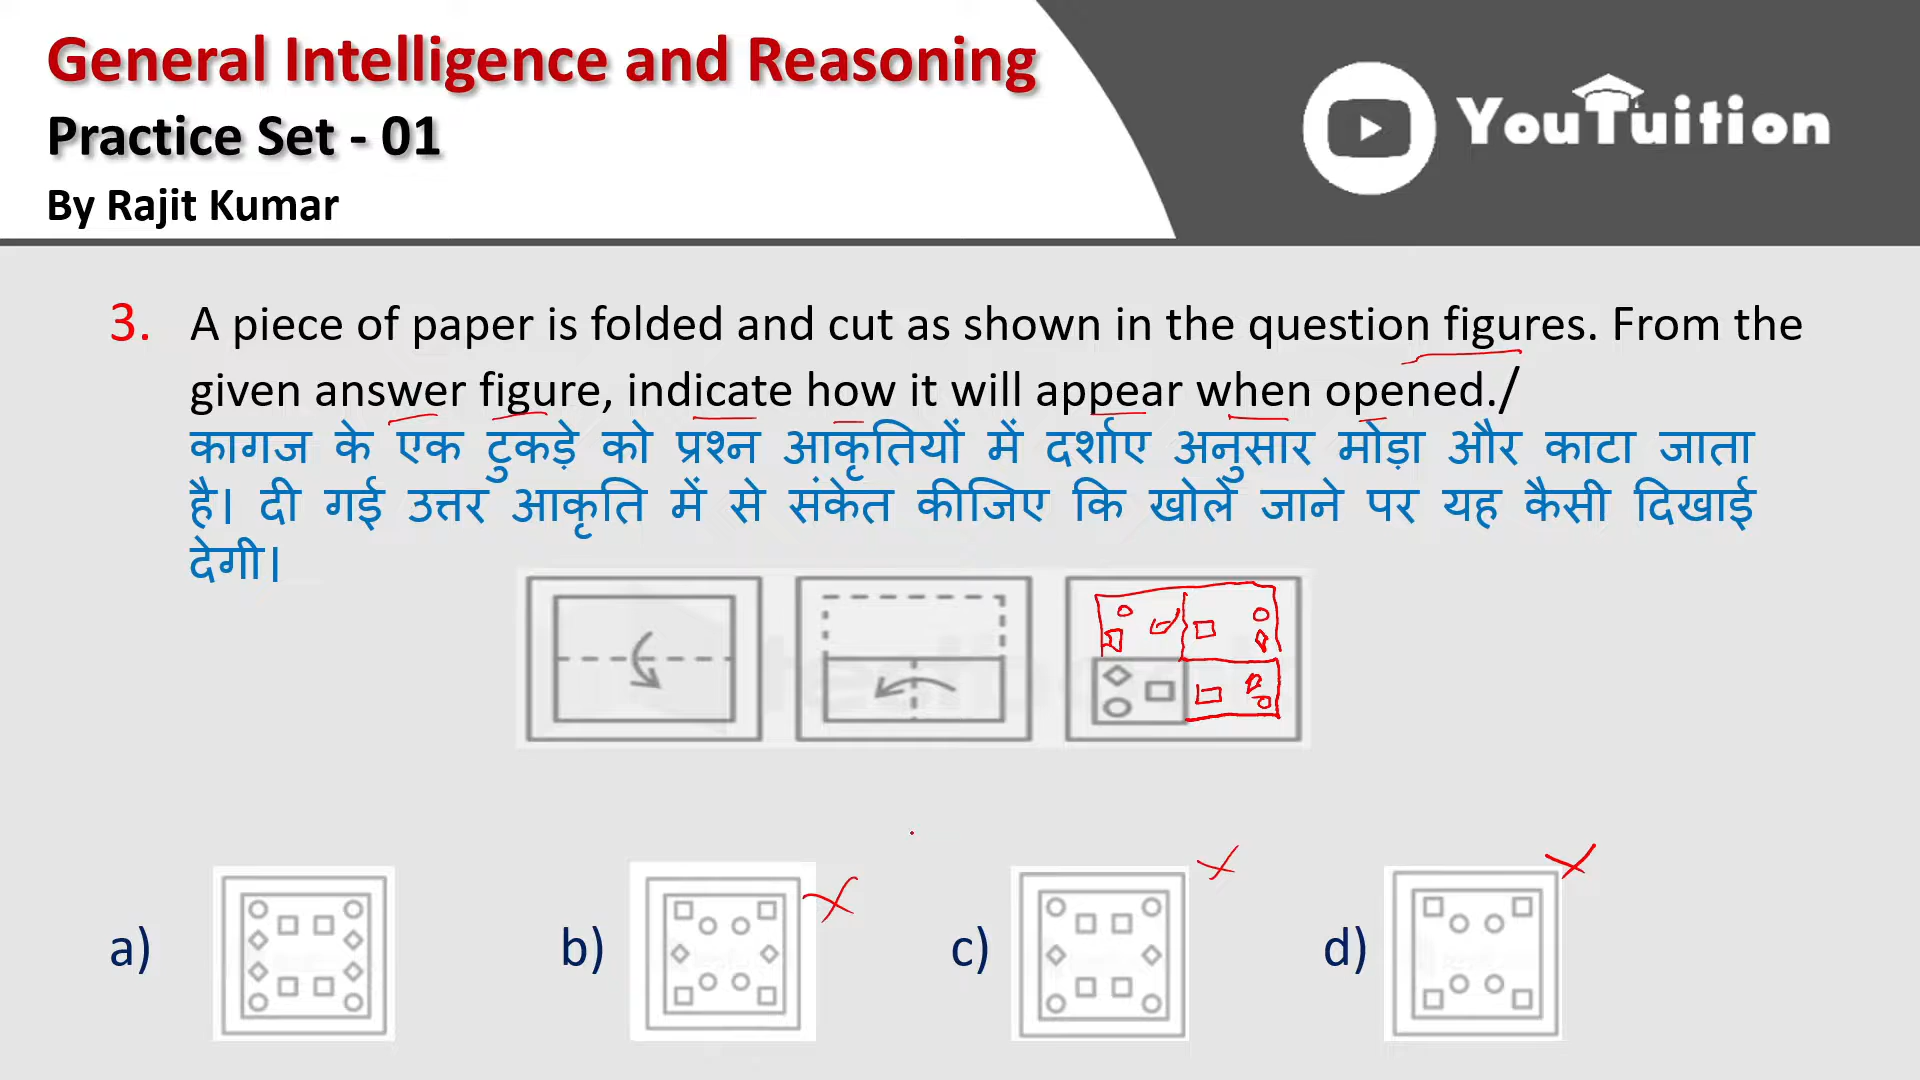 General Intelligence and Reasoning
Practice Set - 01
By Rajit Kumar
YouTuition
3. A piece of paper is folded and cut as shown in the question figures. From the
given answer figure, indicate how it will appear when opened./
कागज के एक टुकड़े को प्रश्न आकृतियों में दर्शाए अनुसार मोड़ा और काटा जाता
है। दी गई उत्तर आकृति में से संकेत कीजिए कि खोले जाने पर यह कैसी दिखाई
देगी।
a)
b)
c)
d)